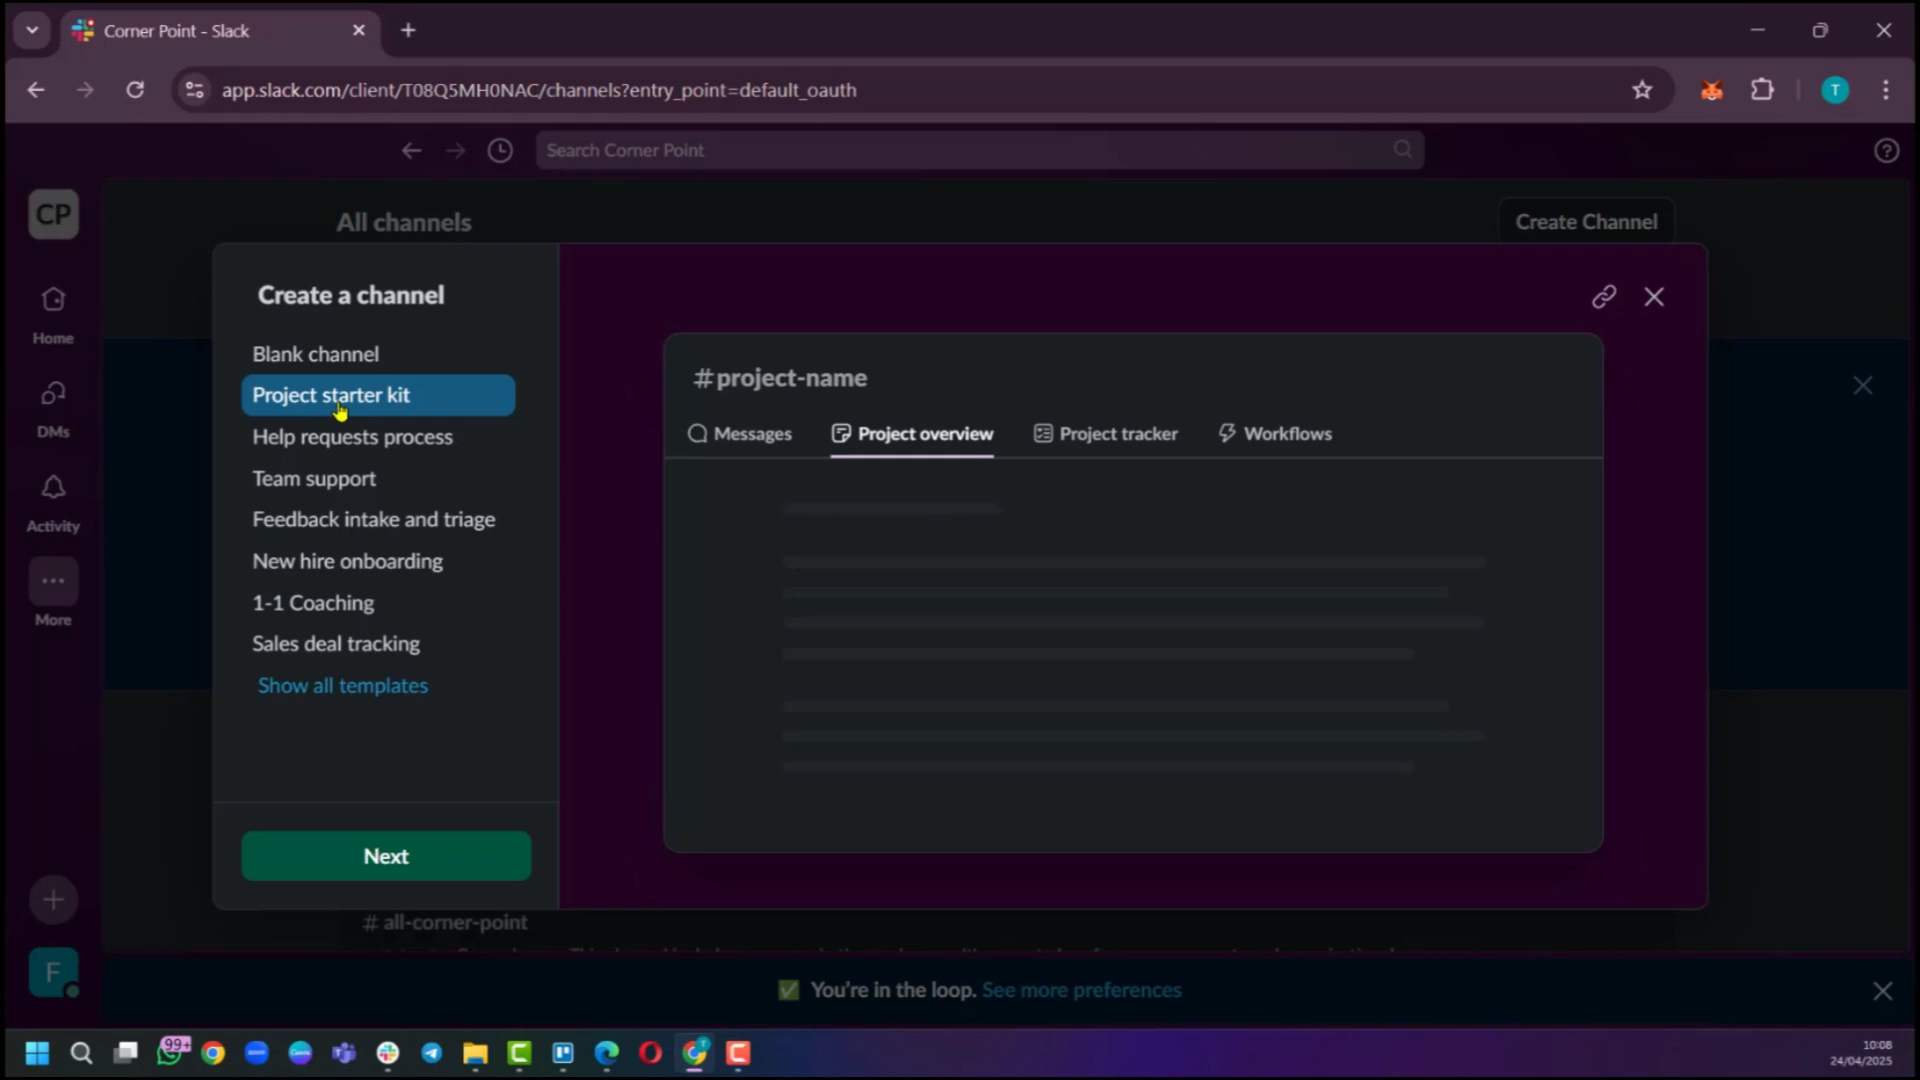 Corner Point - Slack
app.slack.com/client/T08Q5MH0NAC/channels?entry_point=default_oauth
T
Search Corner Point
CP
All channels
Create Channel
Create a channel
Blank channel
Project starter kit
Help requests process
Team support
Feedback intake and triage
New hire onboarding
1-1 Coaching
Sales deal tracking
Show all templates
Next
#project-name
Messages
Project overview
Project tracker
Workflows
Home
DMs
Activity
More
# all-corner-point
F
You're in the loop. See more preferences
99+
10:08
24/04/2025